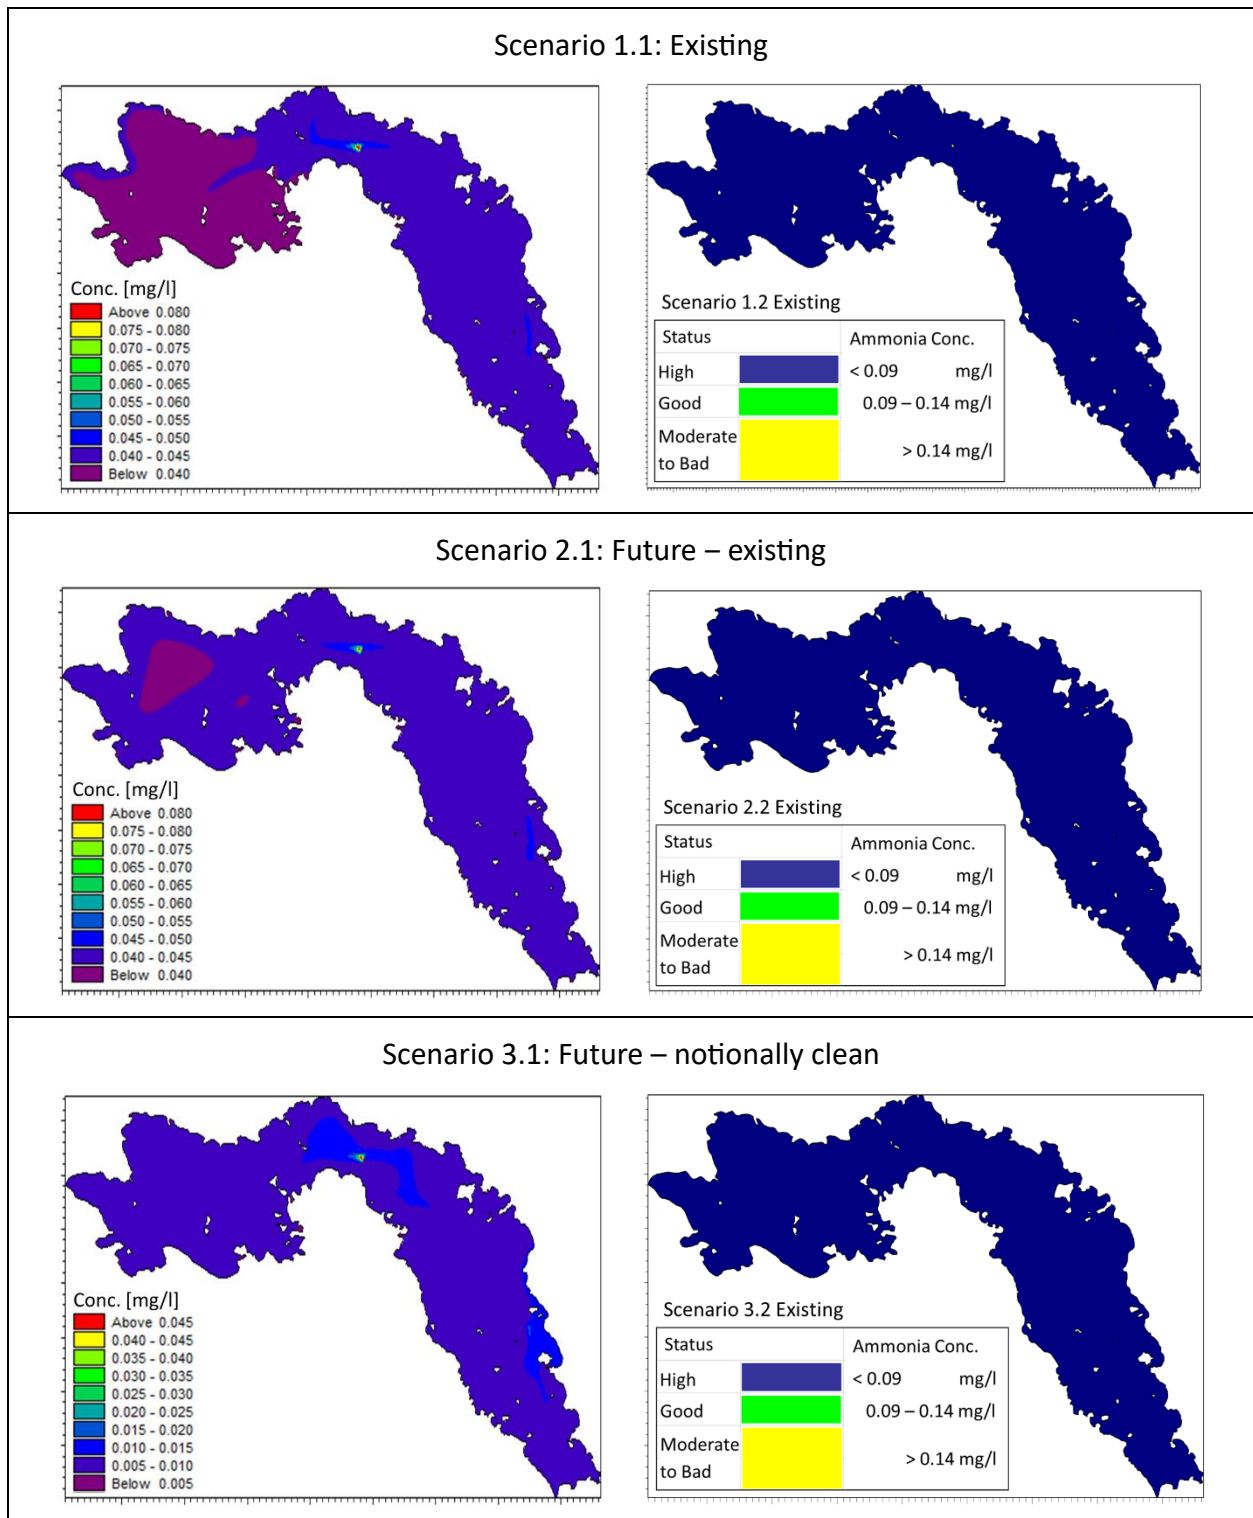 Scenario 1.1: Existing
Conc. [mg/l]
Above 0.080
0.075 - 0.080
0.070 - 0.075
0.065 - 0.070
0.060 - 0.065
0.055 - 0.060
0.050 - 0.055
0.045 - 0.050
0.040 - 0.045
Below 0.040
Scenario 1.2 Existing
Status Ammonia Conc.
High < 0.09 mg/l
Good 0.09 – 0.14 mg/l
Moderate
to Bad > 0.14 mg/l
Scenario 2.1: Future – existing
Conc. [mg/l]
Above 0.080
0.075 - 0.080
0.070 - 0.075
0.065 - 0.070
0.060 - 0.065
0.055 - 0.060
0.050 - 0.055
0.045 - 0.050
0.040 - 0.045
Below 0.040
Scenario 2.2 Existing
Status Ammonia Conc.
High < 0.09 mg/l
Good 0.09 – 0.14 mg/l
Moderate
to Bad > 0.14 mg/l
Scenario 3.1: Future – notionally clean
Conc. [mg/l]
Above 0.045
0.040 - 0.045
0.035 - 0.040
0.030 - 0.035
0.025 - 0.030
0.020 - 0.025
0.015 - 0.020
0.010 - 0.015
0.005 - 0.010
Below 0.005
Scenario 3.2 Existing
Status Ammonia Conc.
High < 0.09 mg/l
Good 0.09 – 0.14 mg/l
Moderate
to Bad > 0.14 mg/l